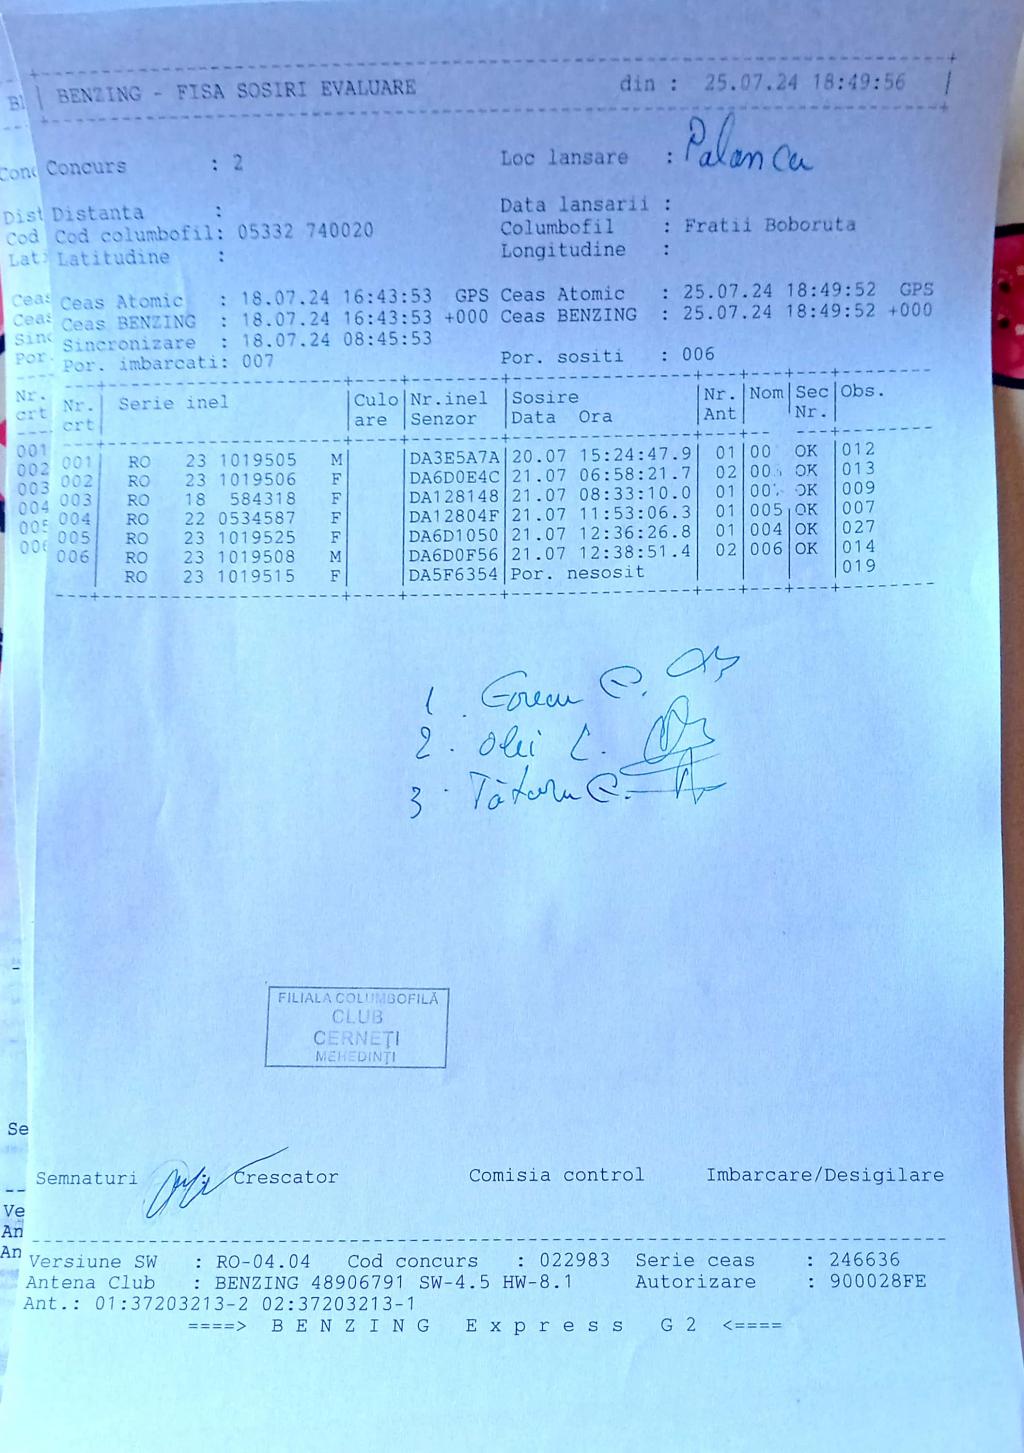 BENZING - FISA SOSIRI EVALUARE din : 25.07.24 18:49:56
Concurs : 2 Loc lansare : Palanca
Distanta : Data lansarii :
Cod columbofil: 05332 740020 Columbofil : Fratii Boboruta
Latitudine : Longitudine :
Ceas Atomic : 18.07.24 16:43:53 GPS Ceas Atomic : 25.07.24 18:49:52 GPS
Ceas BENZING : 18.07.24 16:43:53 +000 Ceas BENZING : 25.07.24 18:49:52 +000
Sincronizare : 18.07.24 08:45:53
Por. imbarcati: 007 Por. sositi : 006
Nr. Serie inel Culo Nr.inel Sosire Nr. Nom Sec Obs.
crt are Senzor Data Ora Ant Nr.
001 RO 23 1019505 M DA3E5A7A 20.07 15:24:47.9 01 00 OK 012
002 RO 23 1019506 F DA6D0E4C 21.07 06:58:21.7 02 00 OK 013
003 RO 18 584318 F DA128148 21.07 08:33:10.0 01 00 OK 009
004 RO 22 0534587 F DA12804F 21.07 11:53:06.3 01 005 OK 007
005 RO 23 1019525 F DA6D1050 21.07 12:36:26.8 01 004 OK 027
006 RO 23 1019508 M DA6D0F56 21.07 12:38:51.4 02 006 OK 014
RO 23 1019515 F DA5F6354 Por. nesosit 019
1.
2. Olei C.
3. Tătaru C.
FILIALA COLUMBOFILĂ
CLUB
CERNEȚI
MEHEDINȚI
Semnaturi : Crescator Comisia control Imbarcare/Desigilare
Versiune SW : RO-04.04 Cod concurs : 022983 Serie ceas : 246636
Antena Club : BENZING 48906791 SW-4.5 HW-8.1 Autorizare : 900028FE
Ant.: 01:37203213-2 02:37203213-1
====> B E N Z I N G E x p r e s s G 2 <====